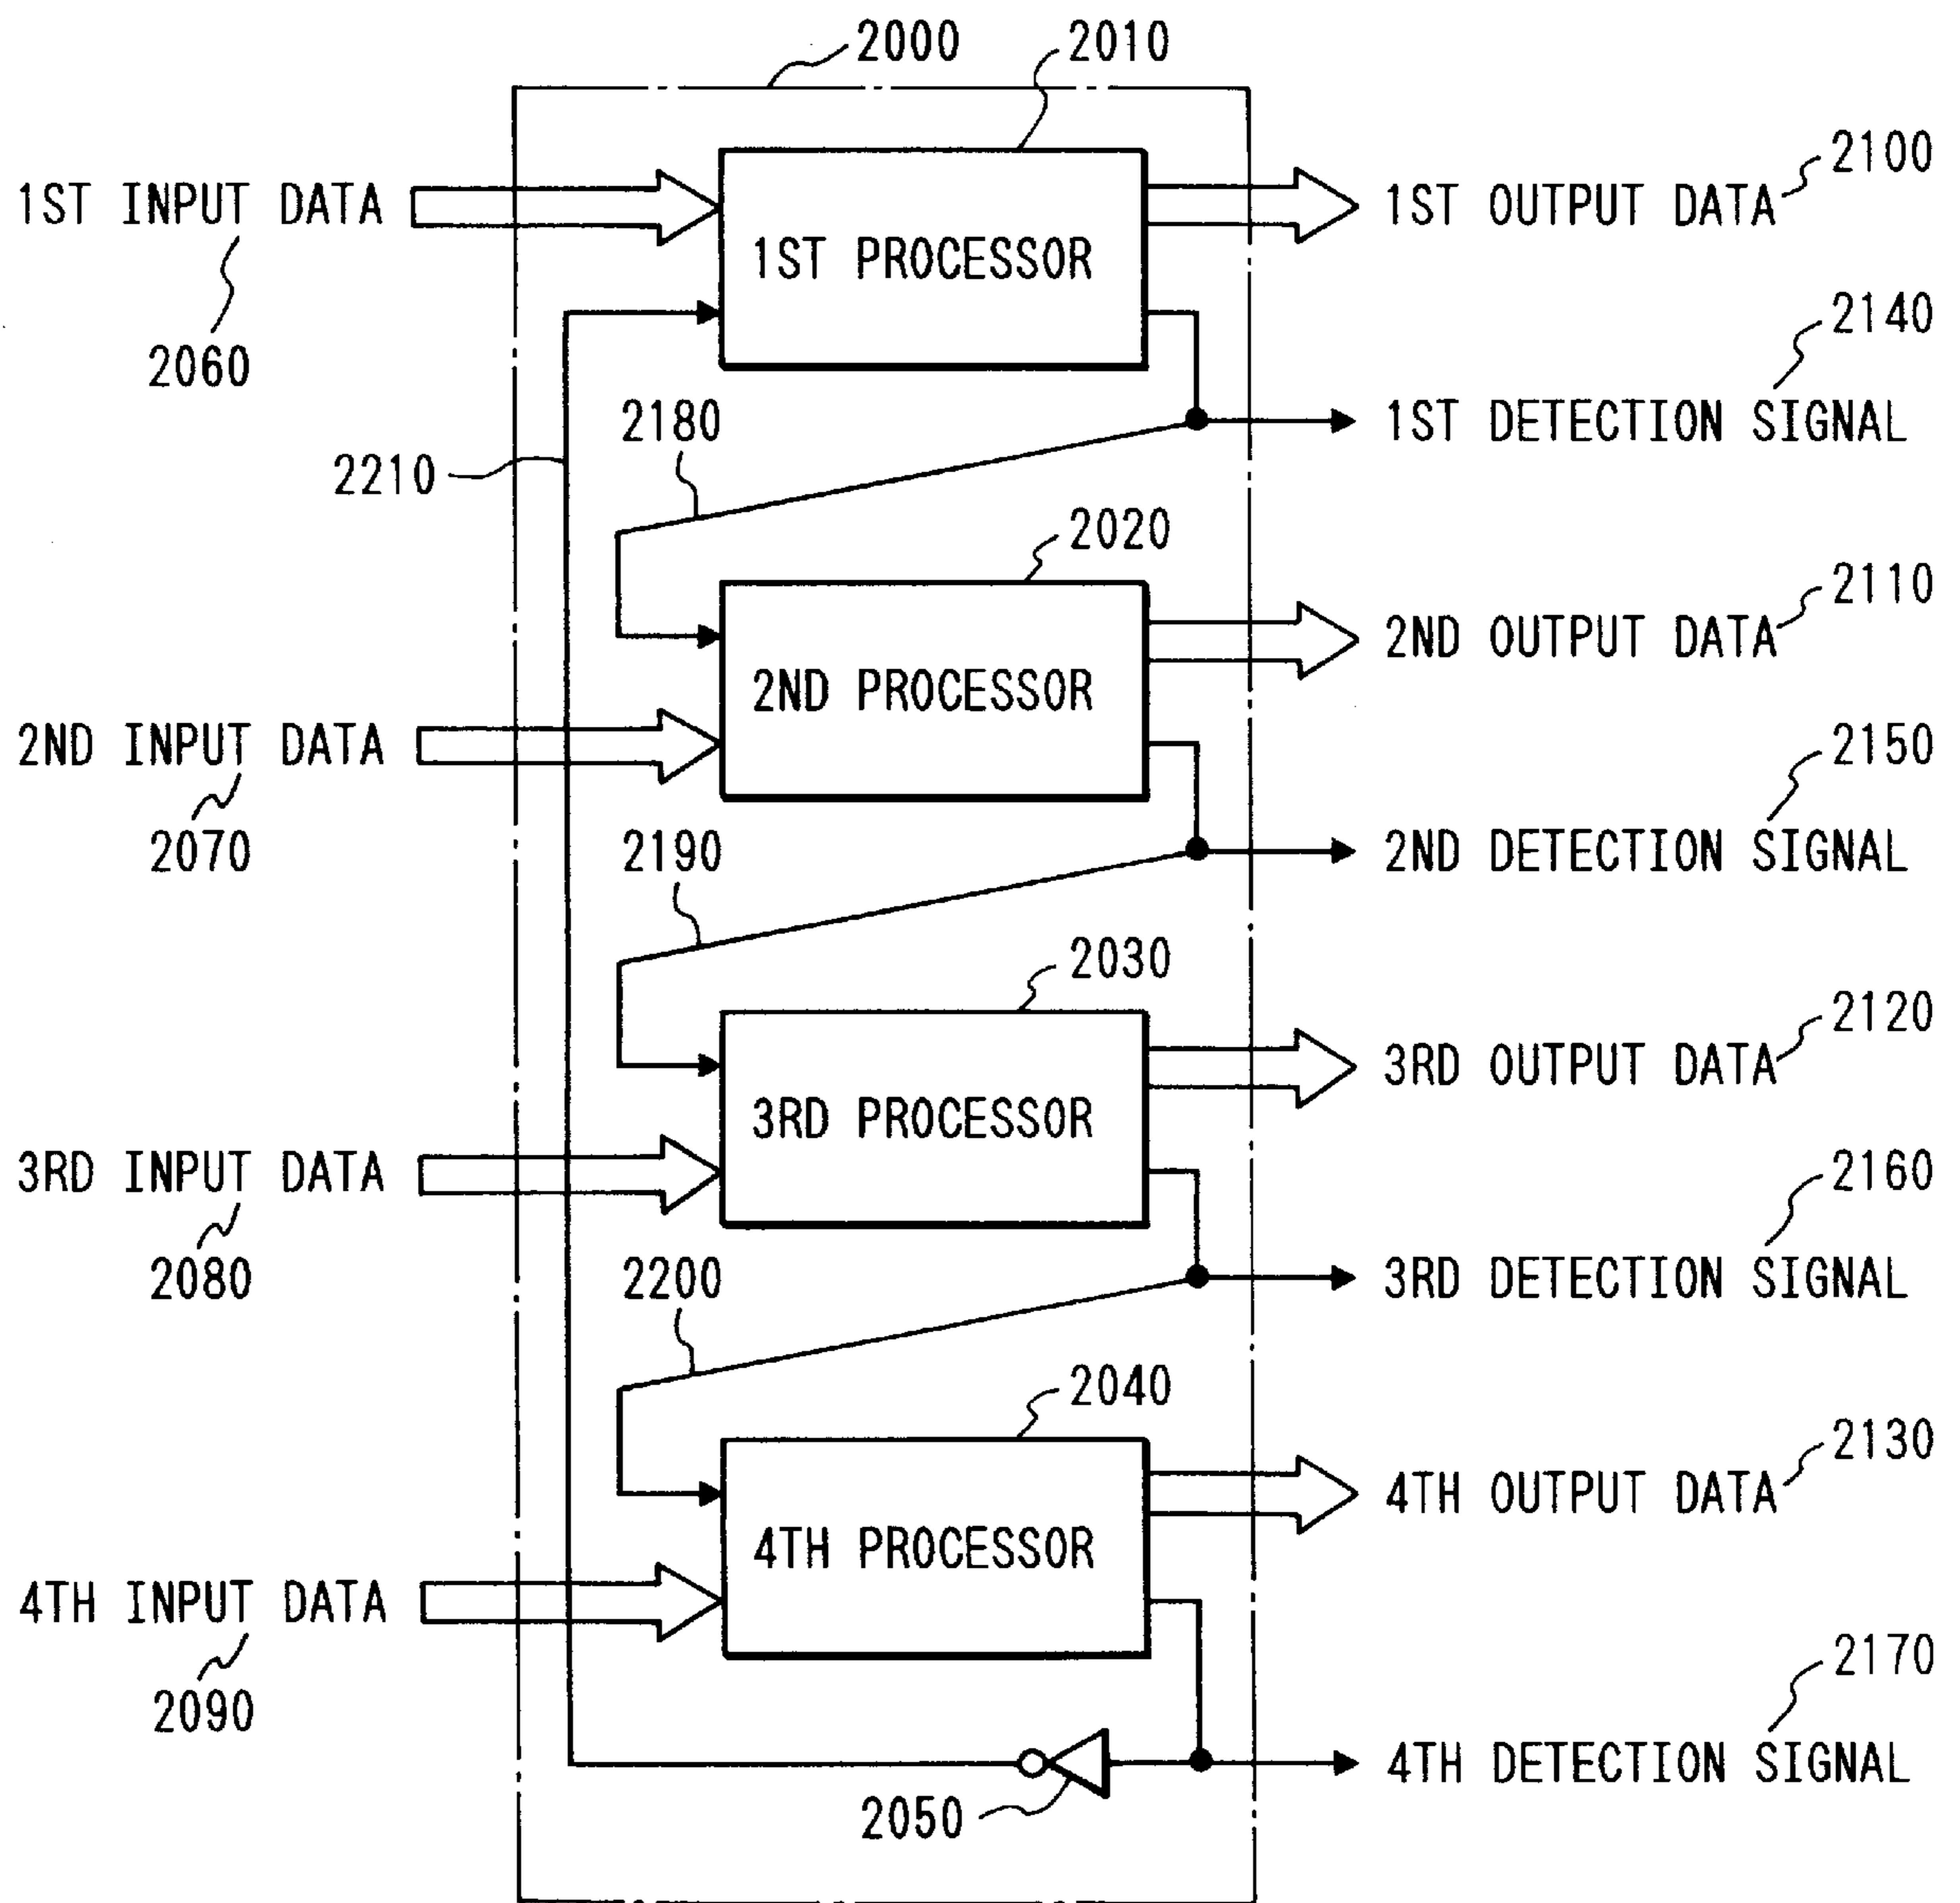 2000
2010
2100
1ST INPUT DATA
1ST OUTPUT DATA
1ST PROCESSOR
2060
2140
2180
1ST DETECTION SIGNAL
2210
2020
2110
2ND OUTPUT DATA
2ND PROCESSOR
2ND INPUT DATA
2150
2070
2190
2ND DETECTION SIGNAL
2030
2120
3RD OUTPUT DATA
3RD PROCESSOR
3RD INPUT DATA
2160
2080
2200
3RD DETECTION SIGNAL
2040
2130
4TH OUTPUT DATA
4TH PROCESSOR
4TH INPUT DATA
2170
2090
4TH DETECTION SIGNAL
2050